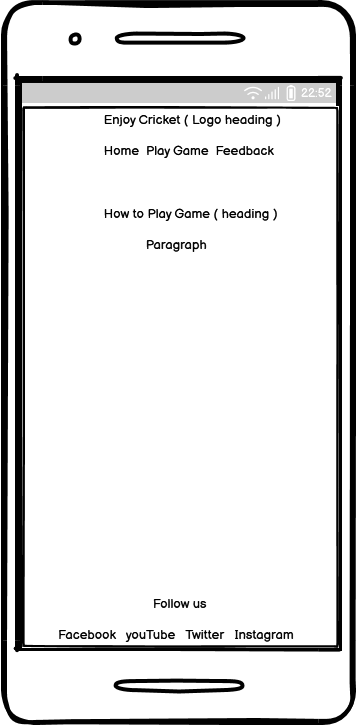 22:52
Enjoy Cricket ( Logo heading )
Home Play Game Feedback
How to Play Game ( heading )
Paragraph
Follow us
Facebook youTube Twitter Instagram